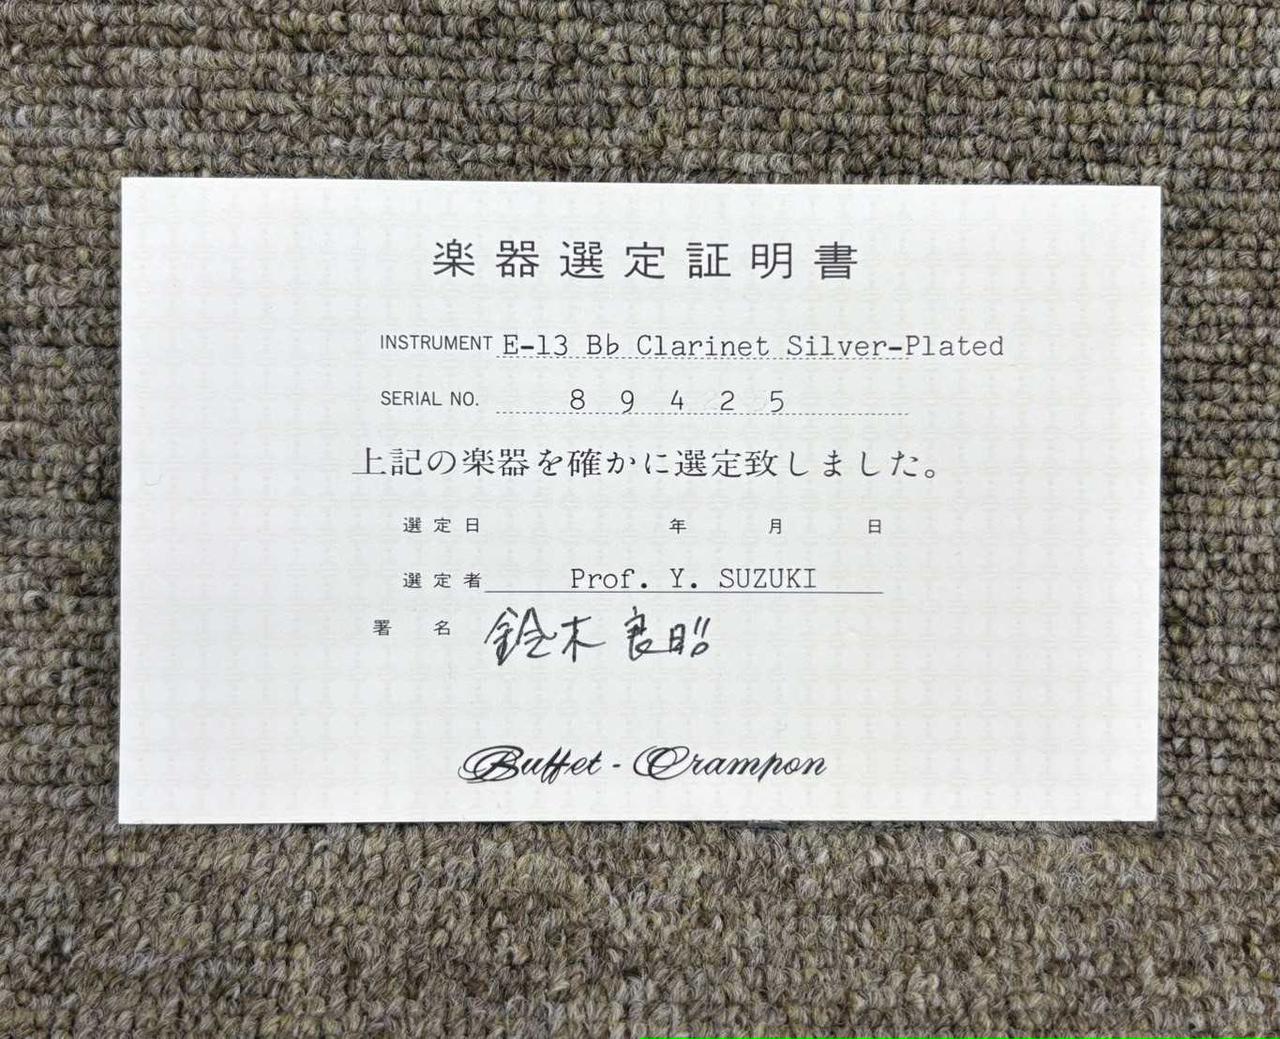 楽器選定証明書
INSTRUMENT E-13 B♭ Clarinet Silver-Plated
SERIAL NO. 8 9 4 2 5
上記の楽器を確かに選定致しました。
選定日 年 月 日
選定者 Prof. Y. SUZUKI
署名 鈴木良昭
Buffet-Crampon